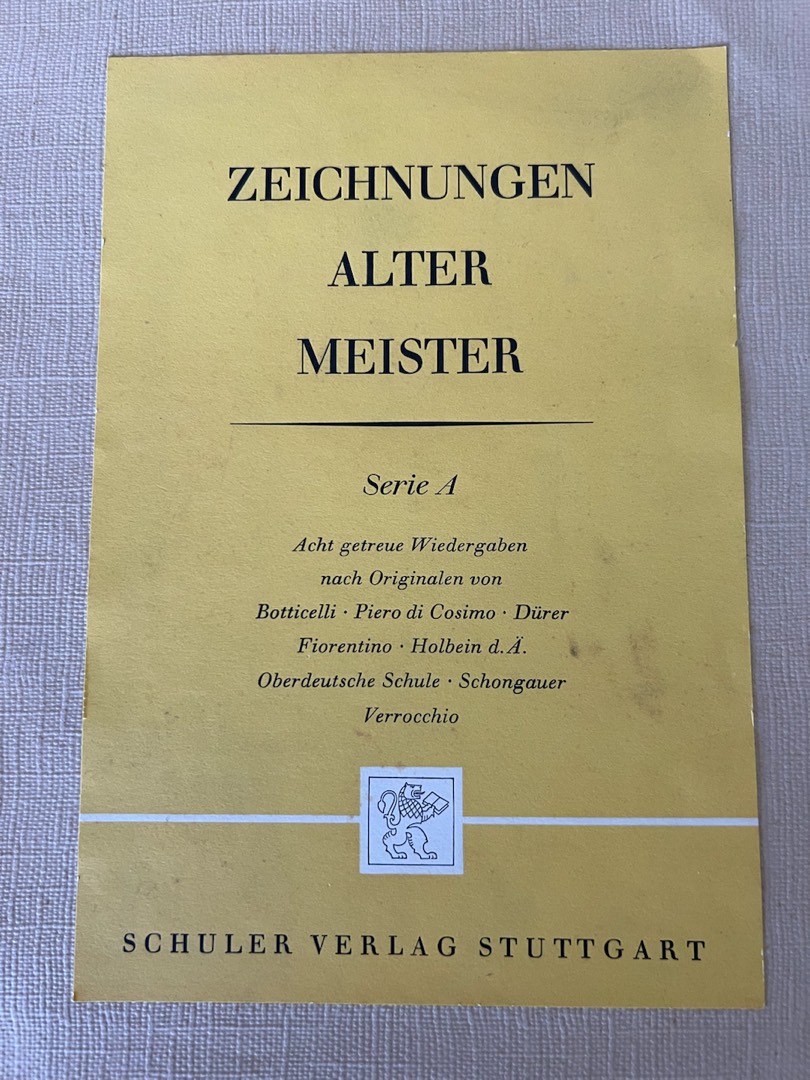 ZEICHNUNGEN
ALTER
MEISTER
Serie A
Acht getreue Wiedergaben
nach Originalen von
Botticelli · Piero di Cosimo · Dürer
Fiorentino · Holbein d.Ä.
Oberdeutsche Schule · Schongauer
Verrocchio
SCHULER VERLAG STUTTGART